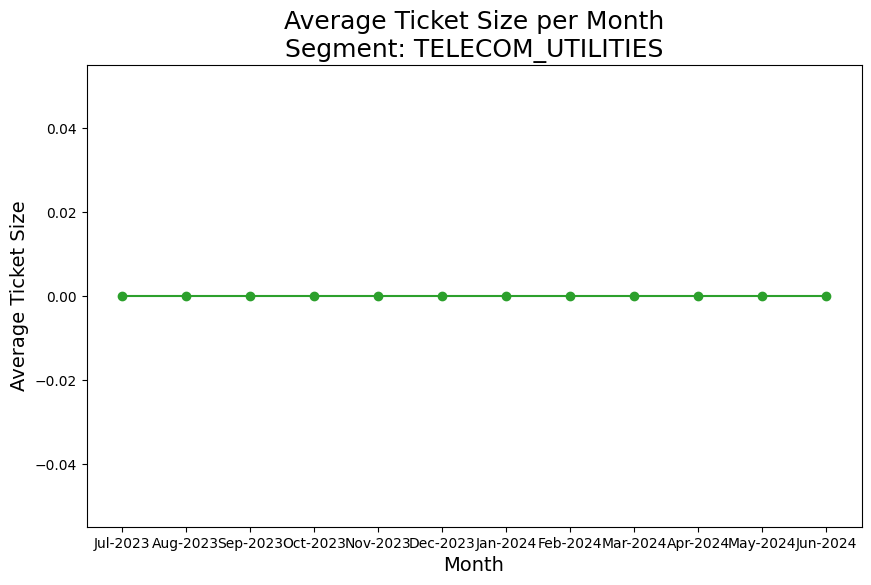 Average Ticket Size per Month
Segment: TELECOM_UTILITIES
Average Ticket Size
0.04
0.02
0.00
−0.02
−0.04
Jul-2023 Aug-2023 Sep-2023 Oct-2023 Nov-2023 Dec-2023 Jan-2024 Feb-2024 Mar-2024 Apr-2024 May-2024 Jun-2024
Month